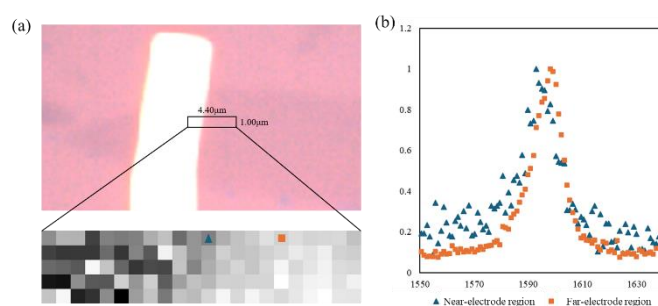 (a)
4.40μm
1.00μm
(b)
1.2
1
0.8
0.6
0.4
0.2
0
1550 1570 1590 1610 1630
Near-electrode region Far-electrode region